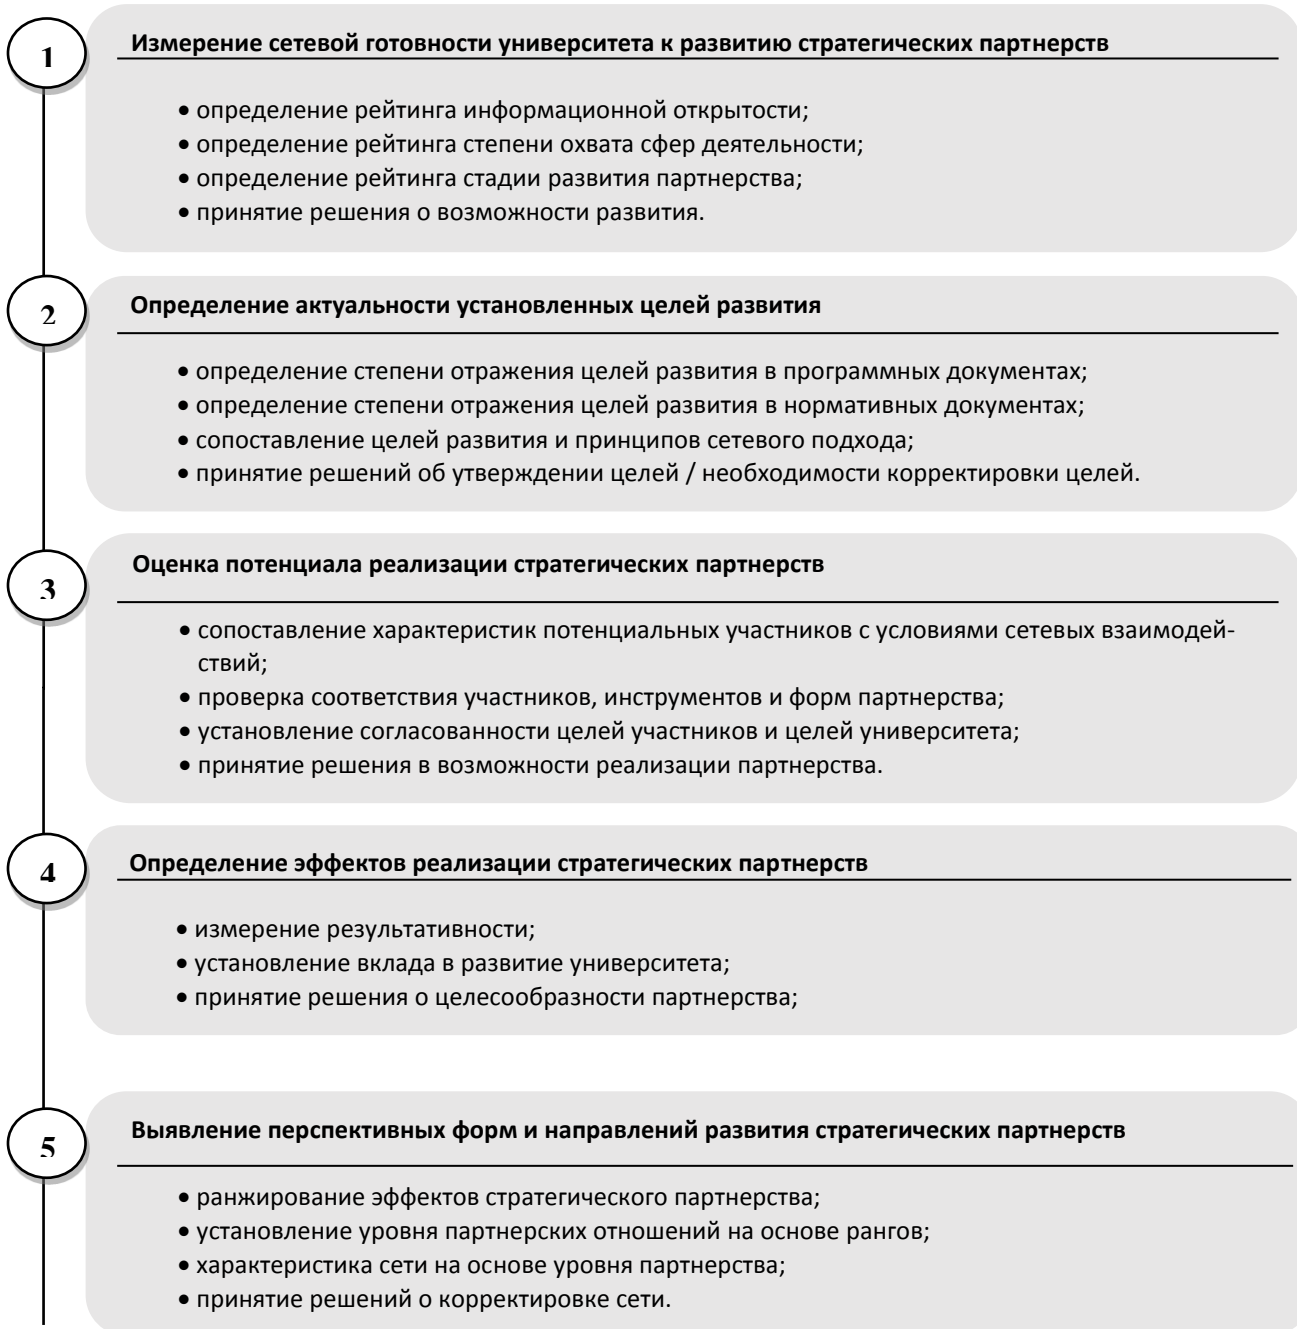 1
Измерение сетевой готовности университета к развитию стратегических партнерств
• определение рейтинга информационной открытости;
• определение рейтинга степени охвата сфер деятельности;
• определение рейтинга стадии развития партнерства;
• принятие решения о возможности развития.
2
Определение актуальности установленных целей развития
• определение степени отражения целей развития в программных документах;
• определение степени отражения целей развития в нормативных документах;
• сопоставление целей развития и принципов сетевого подхода;
• принятие решений об утверждении целей / необходимости корректировки целей.
3
Оценка потенциала реализации стратегических партнерств
• сопоставление характеристик потенциальных участников с условиями сетевых взаимодей-
ствий;
• проверка соответствия участников, инструментов и форм партнерства;
• установление согласованности целей участников и целей университета;
• принятие решения в возможности реализации партнерства.
4
Определение эффектов реализации стратегических партнерств
• измерение результативности;
• установление вклада в развитие университета;
• принятие решения о целесообразности партнерства;
5
Выявление перспективных форм и направлений развития стратегических партнерств
• ранжирование эффектов стратегического партнерства;
• установление уровня партнерских отношений на основе рангов;
• характеристика сети на основе уровня партнерства;
• принятие решений о корректировке сети.